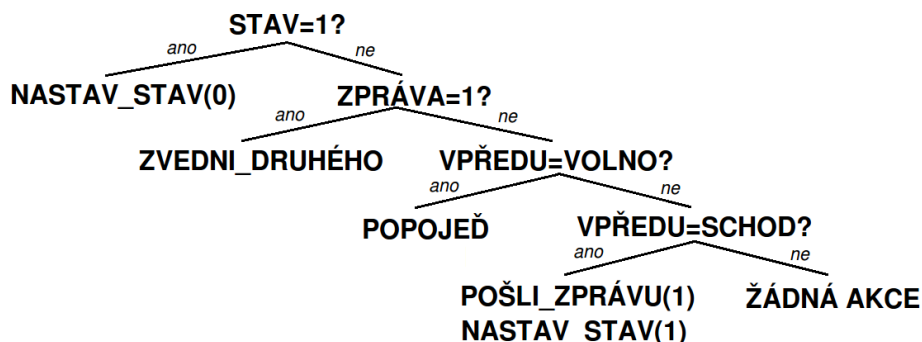 STAV=1?
ano
ne
NASTAV_STAV(0)
ZPRÁVA=1?
ano
ne
ZVEDNI_DRUHÉHO
VPŘEDU=VOLNO?
ano
ne
POPOJEĎ
VPŘEDU=SCHOD?
ano
ne
POŠLI_ZPRÁVU(1)
NASTAV_STAV(1)
ŽÁDNÁ AKCE